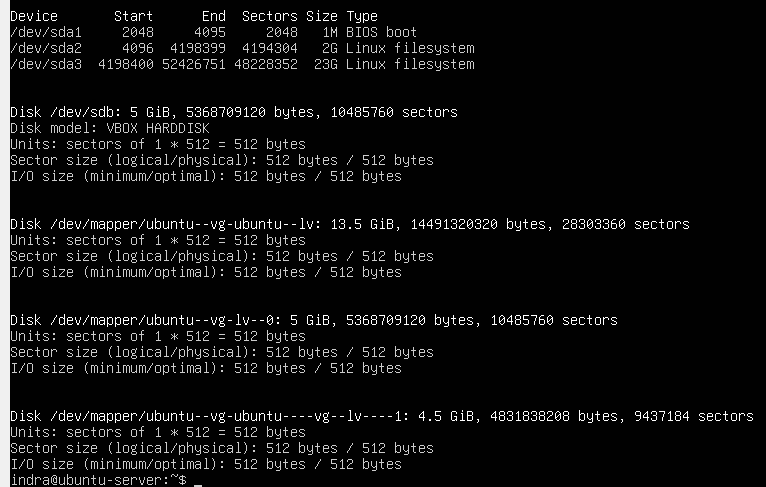 Device Start End Sectors Size Type
/dev/sda1 2048 4095 2048 1M BIOS boot
/dev/sda2 4096 4198399 4194304 2G Linux filesystem
/dev/sda3 4198400 52426751 48228352 23G Linux filesystem
Disk /dev/sdb: 5 GiB, 5368709120 bytes, 10485760 sectors
Disk model: VBOX HARDDISK
Units: sectors of 1 * 512 = 512 bytes
Sector size (logical/physical): 512 bytes / 512 bytes
I/O size (minimum/optimal): 512 bytes / 512 bytes
Disk /dev/mapper/ubuntu--vg-ubuntu--lv: 13.5 GiB, 14491320320 bytes, 28303360 sectors
Units: sectors of 1 * 512 = 512 bytes
Sector size (logical/physical): 512 bytes / 512 bytes
I/O size (minimum/optimal): 512 bytes / 512 bytes
Disk /dev/mapper/ubuntu--vg-lv--0: 5 GiB, 5368709120 bytes, 10485760 sectors
Units: sectors of 1 * 512 = 512 bytes
Sector size (logical/physical): 512 bytes / 512 bytes
I/O size (minimum/optimal): 512 bytes / 512 bytes
Disk /dev/mapper/ubuntu--vg-ubuntu----vg--lv----1: 4.5 GiB, 4831838208 bytes, 9437184 sectors
Units: sectors of 1 * 512 = 512 bytes
Sector size (logical/physical): 512 bytes / 512 bytes
I/O size (minimum/optimal): 512 bytes / 512 bytes
indra@ubuntu-server:~$ _